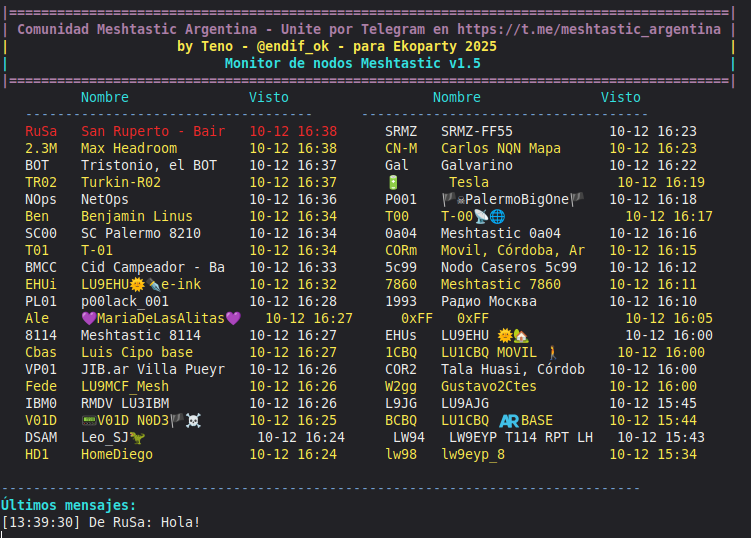 |==========================================================================================|
| Comunidad Meshtastic Argentina - Unite por Telegram en https://t.me/meshtastic_argentina |
| by Teno - @endif_ok - para Ekoparty 2025 |
| Monitor de nodos Meshtastic v1.5 |
|==========================================================================================|
Nombre Visto Nombre Visto
------------------------------------ ------------------------------------
RuSa San Ruperto - Bair 10-12 16:38 SRMZ SRMZ-FF55 10-12 16:23
2.3M Max Headroom 10-12 16:38 CN-M Carlos NQN Mapa 10-12 16:23
BOT Tristonio, el BOT 10-12 16:37 Gal Galvarino 10-12 16:22
TR02 Turkin-R02 10-12 16:37 🔋 Tesla 10-12 16:19
NOps NetOps 10-12 16:36 P001 🏴☠PalermoBigOne🏴 10-12 16:18
Ben Benjamin Linus 10-12 16:34 T00 T-00📡🌐 10-12 16:17
SC00 SC Palermo 8210 10-12 16:34 0a04 Meshtastic 0a04 10-12 16:16
T01 T-01 10-12 16:34 CORm Movil, Córdoba, Ar 10-12 16:15
BMCC Cid Campeador - Ba 10-12 16:33 5c99 Nodo Caseros 5c99 10-12 16:12
EHUi LU9EHU🌞✒e-ink 10-12 16:32 7860 Meshtastic 7860 10-12 16:11
PL01 p00lack_001 10-12 16:28 1993 Радио Москва 10-12 16:10
Ale 💜MariaDeLasAlitas💜 10-12 16:27 0xFF 0xFF 10-12 16:05
8114 Meshtastic 8114 10-12 16:27 EHUs LU9EHU 🌞🏡 10-12 16:00
Cbas Luis Cipo base 10-12 16:27 1CBQ LU1CBQ MOVIL 🚶 10-12 16:00
VP01 JIB.ar Villa Pueyr 10-12 16:26 COR2 Tala Huasi, Córdob 10-12 16:00
Fede LU9MCF_Mesh 10-12 16:26 W2gg Gustavo2Ctes 10-12 16:00
IBM0 RMDV LU3IBM 10-12 16:26 L9JG LU9AJG 10-12 15:45
V01D 📟V01D N0D3🏴☠ 10-12 16:25 BCBQ LU1CBQ 🇦🇷BASE 10-12 15:44
DSAM Leo_SJ🦖 10-12 16:24 LW94 LW9EYP T114 RPT LH 10-12 15:43
HD1 HomeDiego 10-12 16:24 lw98 lw9eyp_8 10-12 15:34
--------------------------------------------------------------------------------
Últimos mensajes:
[13:39:30] De RuSa: Hola!